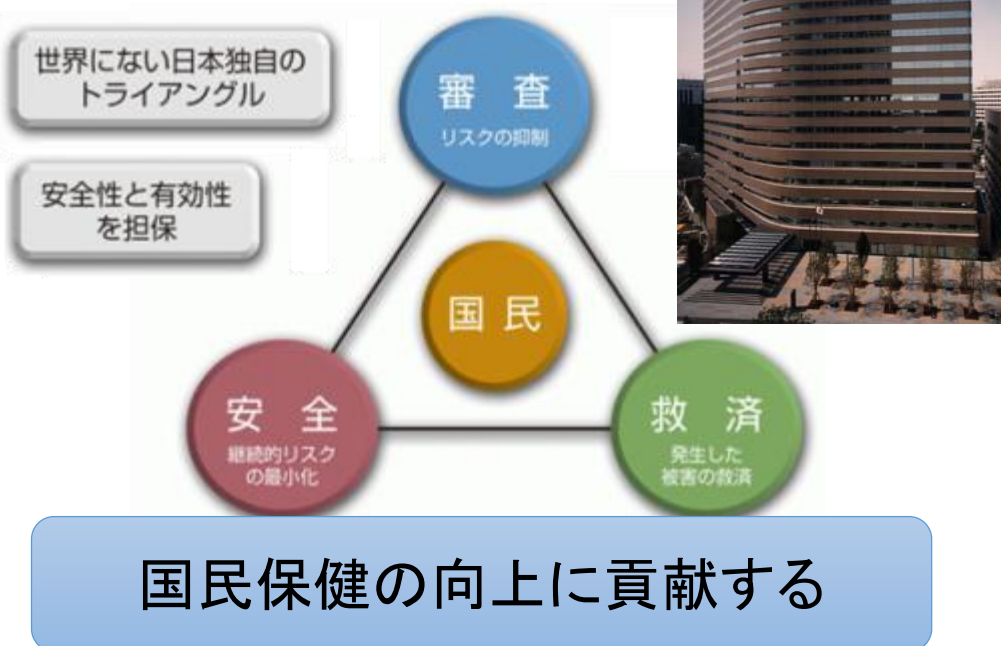 世界にない日本独自の
トライアングル
安全性と有効性
を担保
審 査
リスクの抑制
国 民
安 全
継続的リスク
の最小化
救 済
発生した
被害の救済
国民保健の向上に貢献する